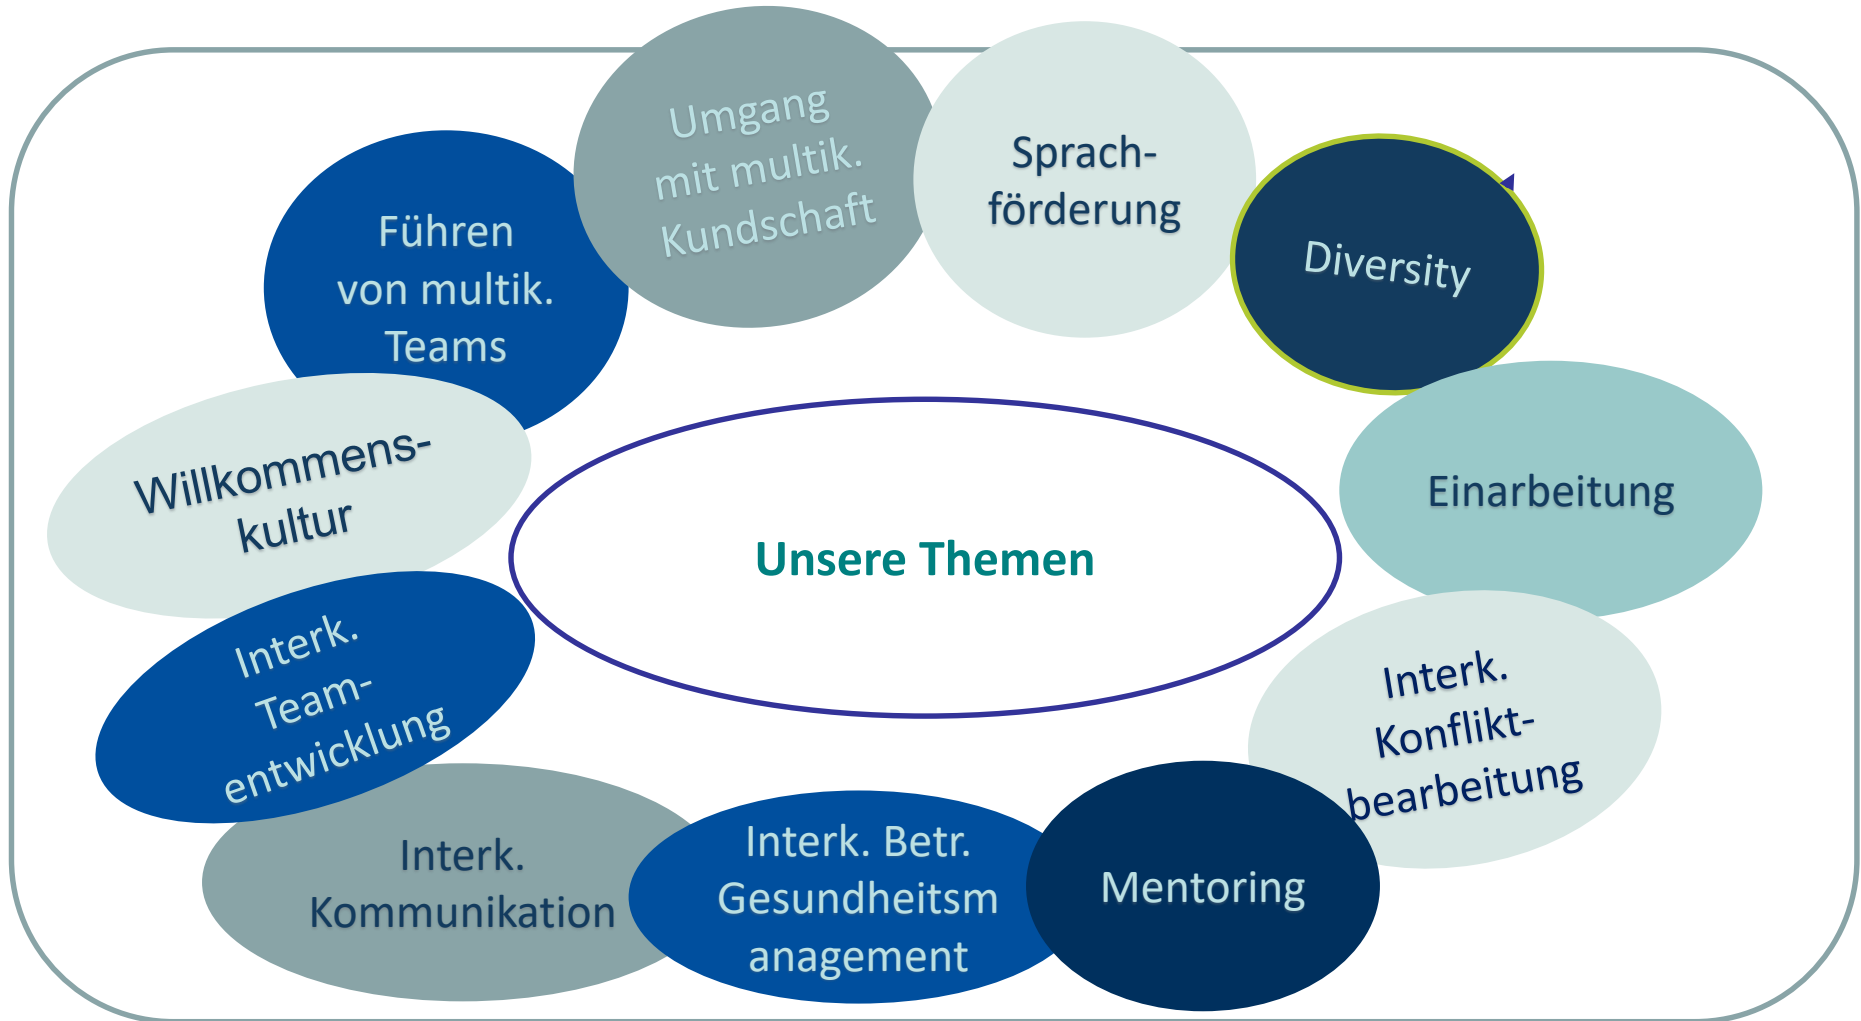 Umgang
mit multik.
Kundschaft
Sprach-
förderung
Diversity
Führen
von multik.
Teams
Willkommens-
kultur
Einarbeitung
Unsere Themen
Interk.
Team-
entwicklung
Interk.
Konflikt-
bearbeitung
Interk.
Kommunikation
Interk. Betr.
Gesundheitsm
anagement
Mentoring